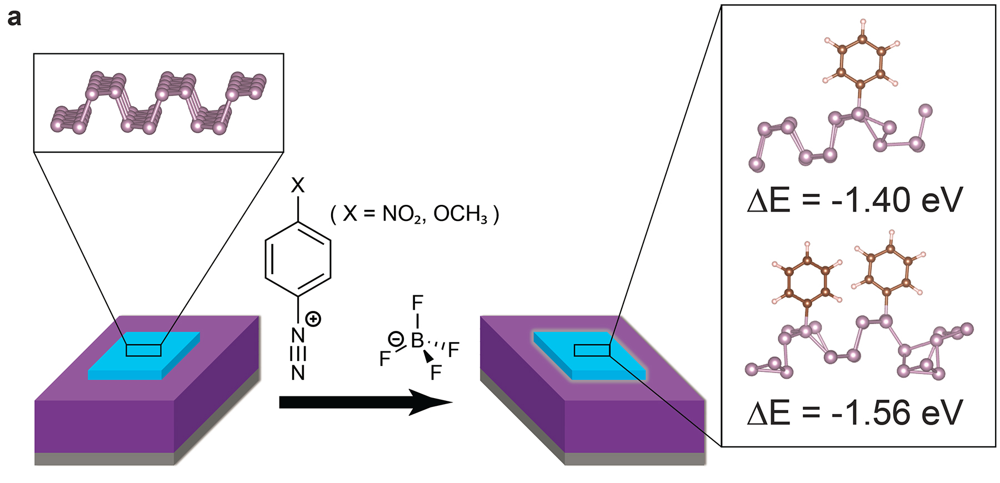 a
X
( X = NO₂, OCH₃ )
⊕
N
N
F
⊖
B
F
F
F
ΔE = -1.40 eV
ΔE = -1.56 eV